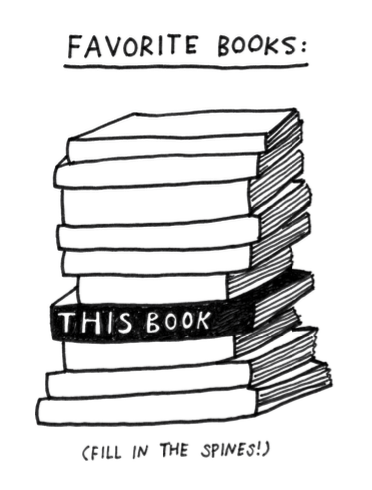 FAVORITE BOOKS:
THIS BOOK
(FILL IN THE SPINES!)